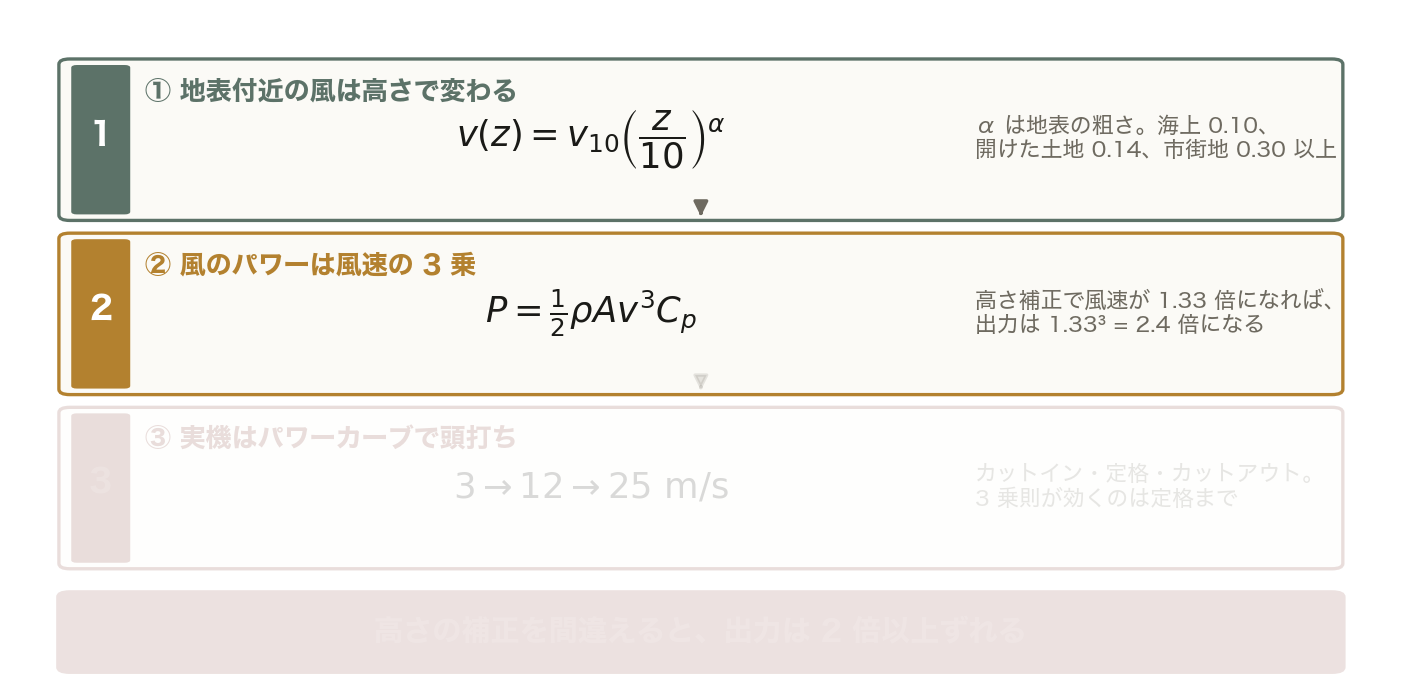 1
① 地表付近の風は高さで変わる
v(z) = v₁₀(z/10)^α
α は地表の粗さ。海上 0.10、
開けた土地 0.14、市街地 0.30 以上
2
② 風のパワーは風速の 3 乗
P = ½ρAv³Cₚ
高さ補正で風速が 1.33 倍になれば、
出力は 1.33³ = 2.4 倍になる
3
③ 実機はパワーカーブで頭打ち
3 → 12 → 25 m/s
カットイン・定格・カットアウト。
3 乗則が効くのは定格まで
高さの補正を間違えると、出力は 2 倍以上ずれる